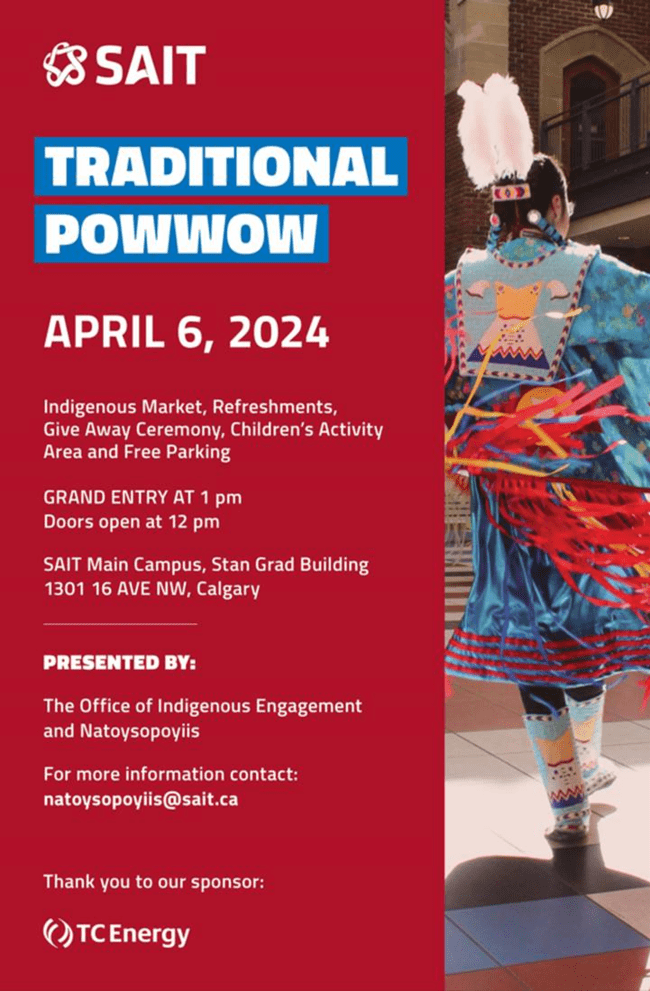 SAIT
TRADITIONAL
POWWOW
APRIL 6, 2024
Indigenous Market, Refreshments,
Give Away Ceremony, Children's Activity
Area and Free Parking
GRAND ENTRY AT 1 pm
Doors open at 12 pm
SAIT Main Campus, Stan Grad Building
1301 16 AVE NW, Calgary
PRESENTED BY:
The Office of Indigenous Engagement
and Natoysopoyiis
For more information contact:
natoysopoyiis@sait.ca
Thank you to our sponsor:
TC Energy